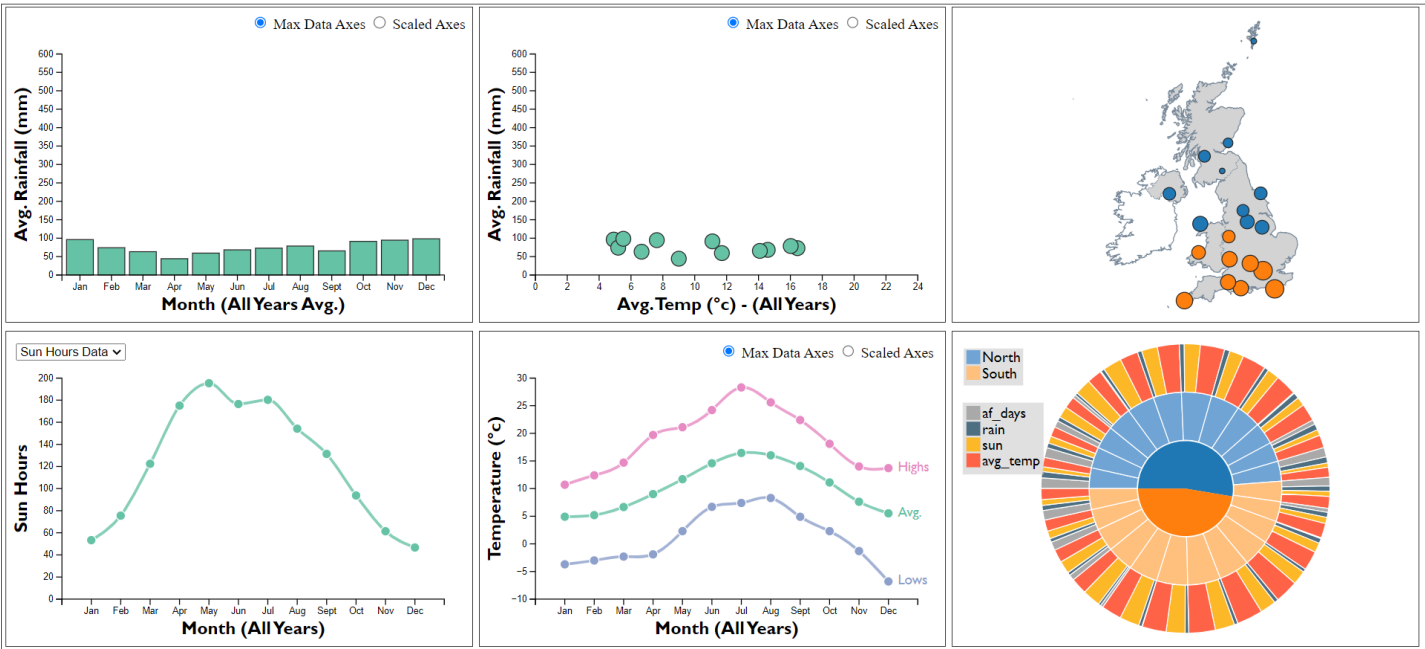 Max Data Axes Scaled Axes
600
550
500
450
400
350
300
250
200
150
100
50
0
Avg. Rainfall (mm)
Jan Feb Mar Apr May Jun Jul Aug Sept Oct Nov Dec
Month (All Years Avg.)
Max Data Axes Scaled Axes
600
550
500
450
400
350
300
250
200
150
100
50
0
Avg. Rainfall (mm)
0 2 4 6 8 10 12 14 16 18 20 22 24
Avg. Temp (°c) - (All Years)
Sun Hours Data
200
180
160
140
120
100
80
60
40
20
0
Sun Hours
Jan Feb Mar Apr May Jun Jul Aug Sept Oct Nov Dec
Month (All Years)
Max Data Axes Scaled Axes
30
25
20
15
10
5
0
−5
−10
Temperature (°c)
Highs
Avg.
Lows
Jan Feb Mar Apr May Jun Jul Aug Sept Oct Nov Dec
Month (All Years)
North
South
af_days
rain
sun
avg_temp